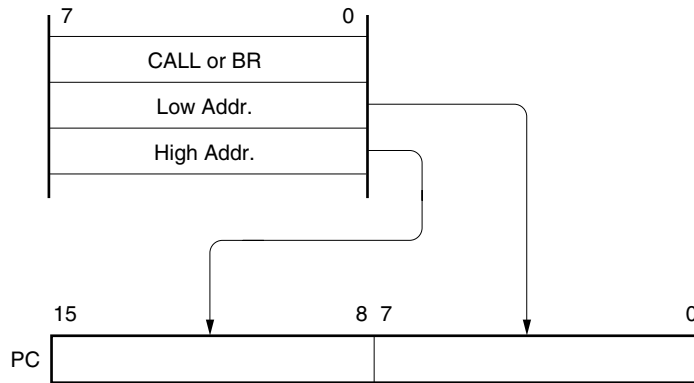 7 0
CALL or BR
Low Addr.
High Addr.
15 8 7 0
PC